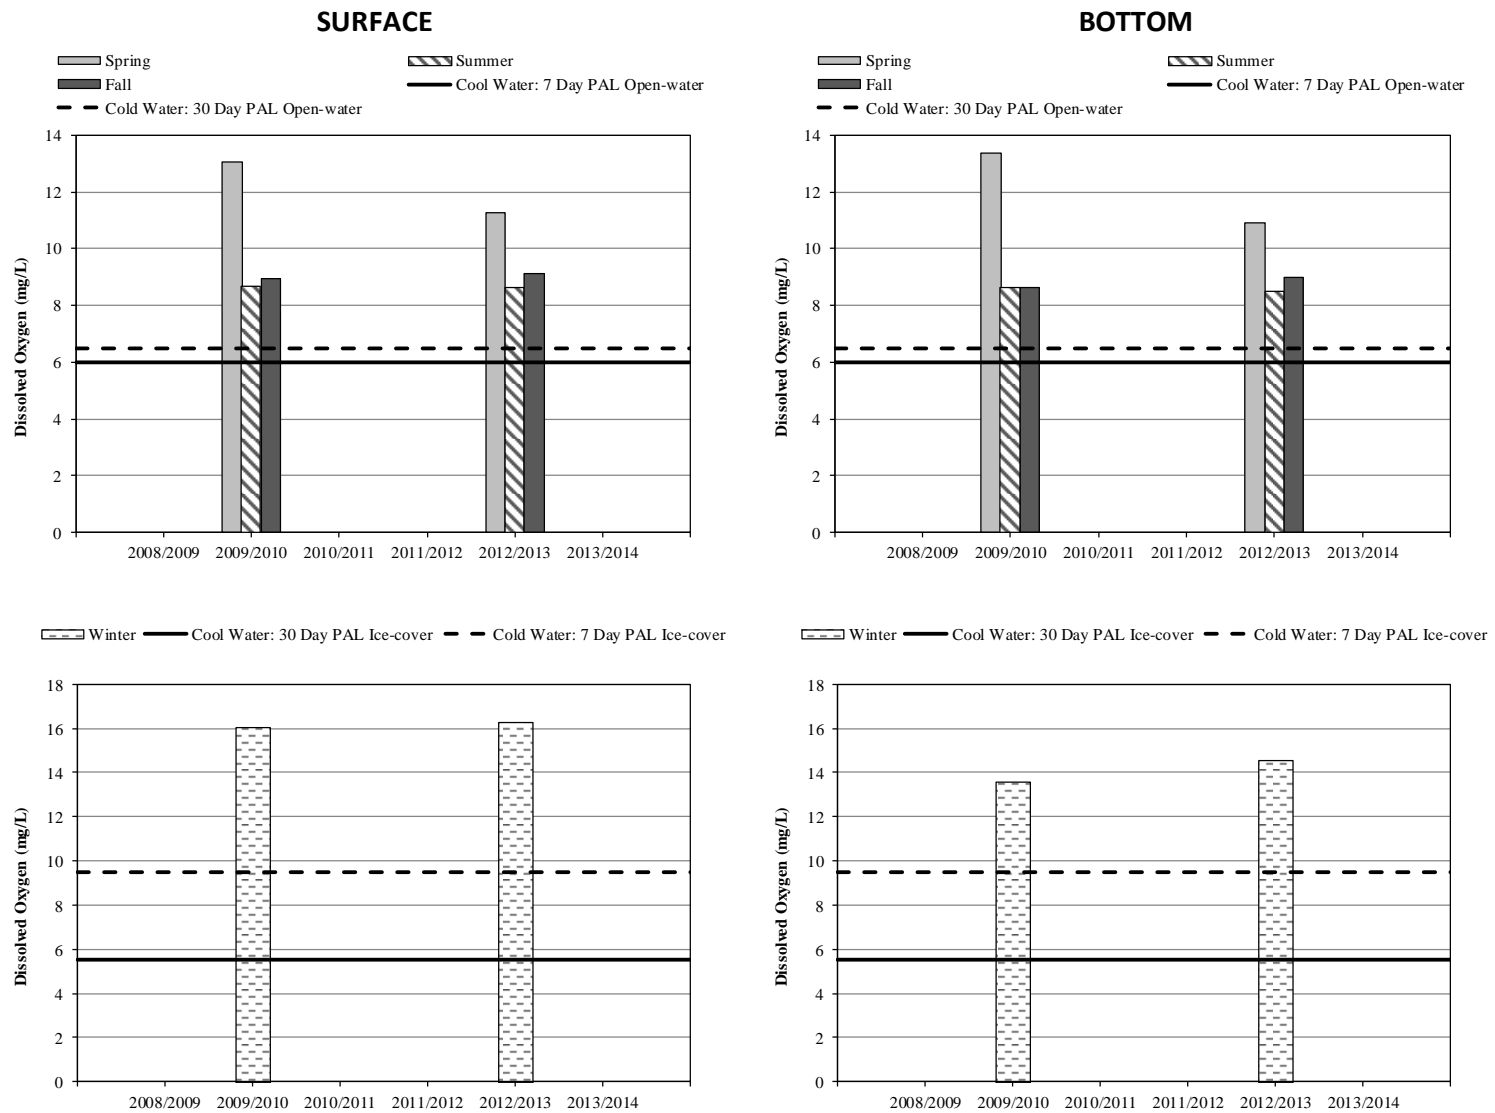 SURFACE
BOTTOM
Spring Summer
Fall Cool Water: 7 Day PAL Open-water
Cold Water: 30 Day PAL Open-water
14
12
10
8
6
4
2
0
Dissolved Oxygen (mg/L)
2008/2009 2009/2010 2010/2011 2011/2012 2012/2013 2013/2014
Spring Summer
Fall Cool Water: 7 Day PAL Open-water
Cold Water: 30 Day PAL Open-water
14
12
10
8
6
4
2
0
Dissolved Oxygen (mg/L)
2008/2009 2009/2010 2010/2011 2011/2012 2012/2013 2013/2014
Winter Cool Water: 30 Day PAL Ice-cover Cold Water: 7 Day PAL Ice-cover
18
16
14
12
10
8
6
4
2
0
Dissolved Oxygen (mg/L)
2008/2009 2009/2010 2010/2011 2011/2012 2012/2013 2013/2014
Winter Cool Water: 30 Day PAL Ice-cover Cold Water: 7 Day PAL Ice-cover
18
16
14
12
10
8
6
4
2
0
Dissolved Oxygen (mg/L)
2008/2009 2009/2010 2010/2011 2011/2012 2012/2013 2013/2014